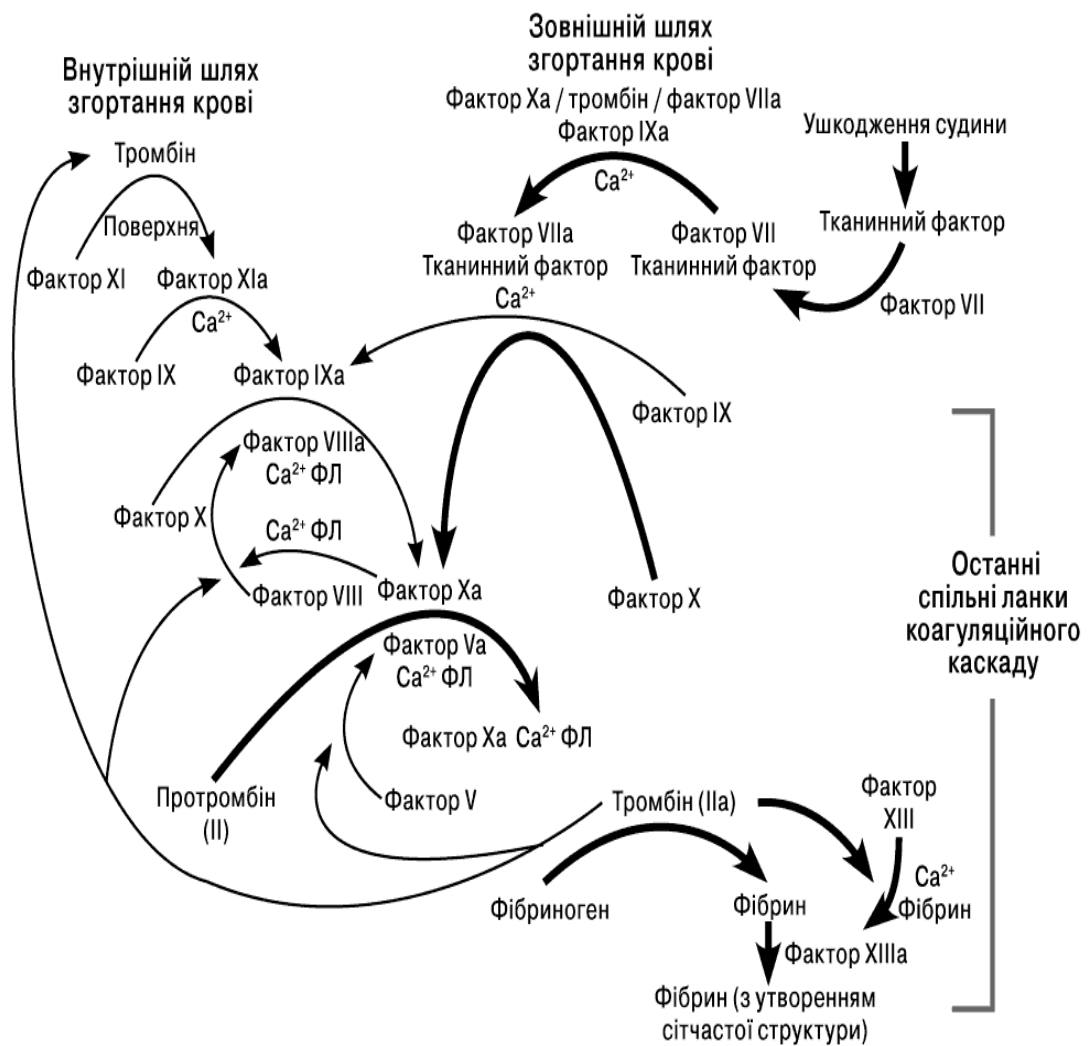 Внутрішній шлях
згортання крові
Зовнішній шлях
згортання крові
Фактор Xa / тромбін / фактор VIIa
Фактор IXa
Ca²⁺
Ушкодження судини
Тромбін
Поверхня
Фактор XI
Фактор XIa
Ca²⁺
Фактор VIIa
Тканинний фактор
Ca²⁺
Фактор VII
Тканинний фактор
Тканинний фактор
Фактор VII
Фактор IX
Фактор IXa
Фактор IX
Фактор VIIIa
Ca²⁺ ФЛ
Фактор X
Ca²⁺ ФЛ
Фактор VIII
Фактор Xa
Фактор X
Фактор Va
Ca²⁺ ФЛ
Фактор Xa Ca²⁺ ФЛ
Останні
спільні ланки
коагуляційного
каскаду
Протромбін
(II)
Фактор V
Тромбін (IIa)
Фактор
XIII
Ca²⁺
Фібрин
Фібриноген
Фібрин
Фактор XIIIa
Фібрин (з утворенням
сітчастої структури)